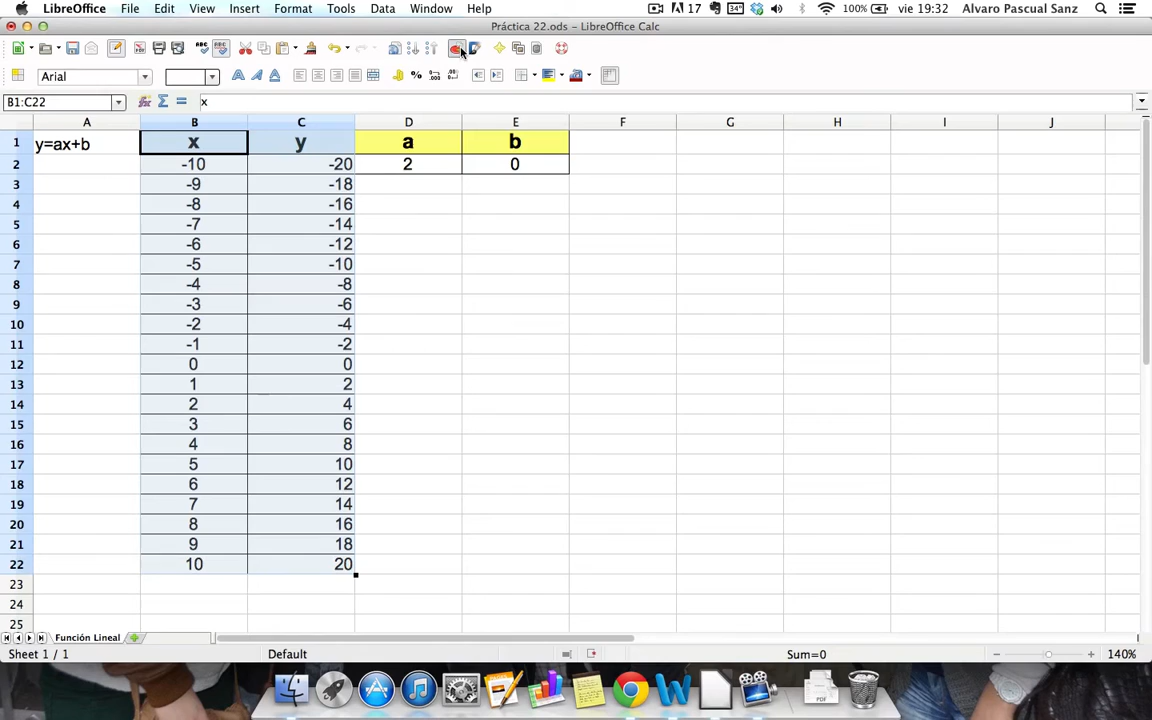 LibreOffice File Edit View Insert Format Tools Data Window Help 17 34° 100% vie 19:32 Alvaro Pascual Sanz
Práctica 22.ods – LibreOffice Calc
Arial %
B1:C22 x
A B C D E F G H I J
1 y=ax+b x y a b
2 -10 -20 2 0
3 -9 -18
4 -8 -16
5 -7 -14
6 -6 -12
7 -5 -10
8 -4 -8
9 -3 -6
10 -2 -4
11 -1 -2
12 0 0
13 1 2
14 2 4
15 3 6
16 4 8
17 5 10
18 6 12
19 7 14
20 8 16
21 9 18
22 10 20
23
24
25
Función Lineal
Sheet 1 / 1 Default Sum=0 140%
PDF